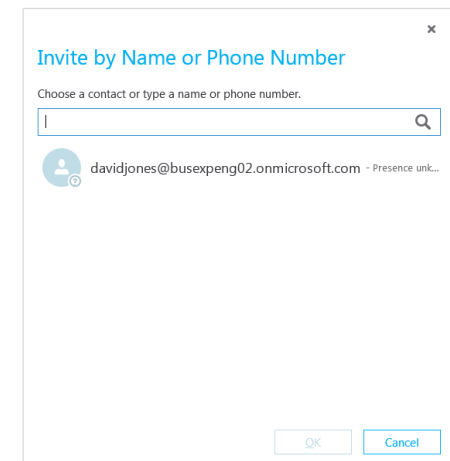 Invite by Name or Phone Number
Choose a contact or type a name or phone number.
davidjones@busexpeng02.onmicrosoft.com - Presence unk...
OK Cancel